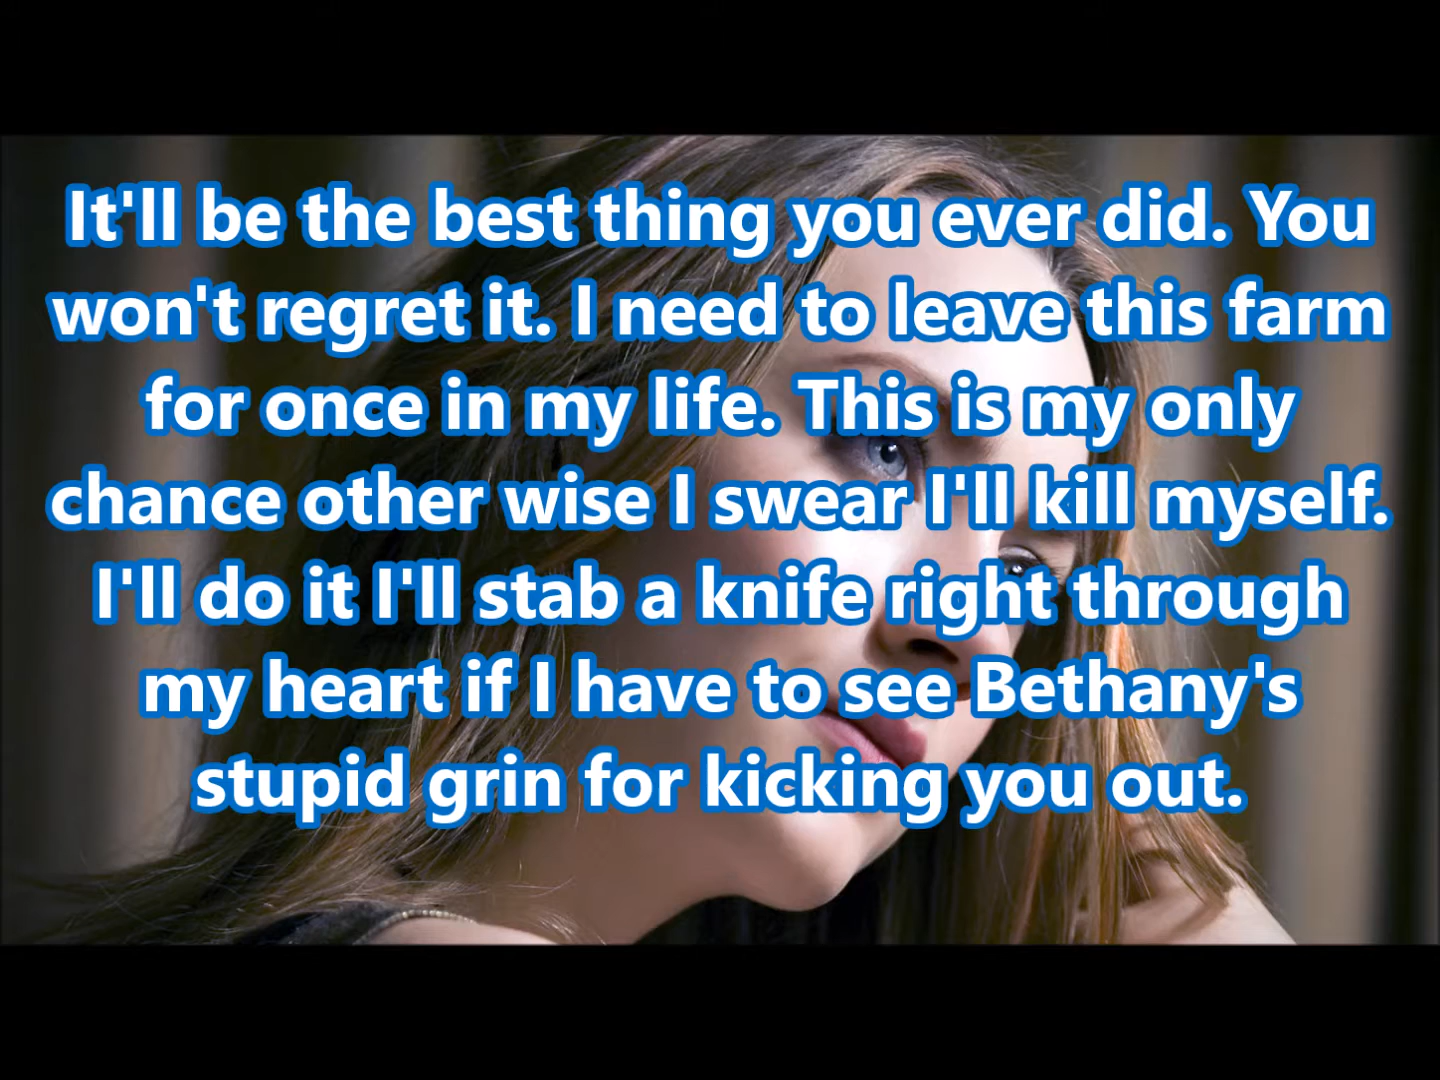 It'll be the best thing you ever did. You
won't regret it. I need to leave this farm
for once in my life. This is my only
chance other wise I swear I'll kill myself.
I'll do it I'll stab a knife right through
my heart if I have to see Bethany's
stupid grin for kicking you out.